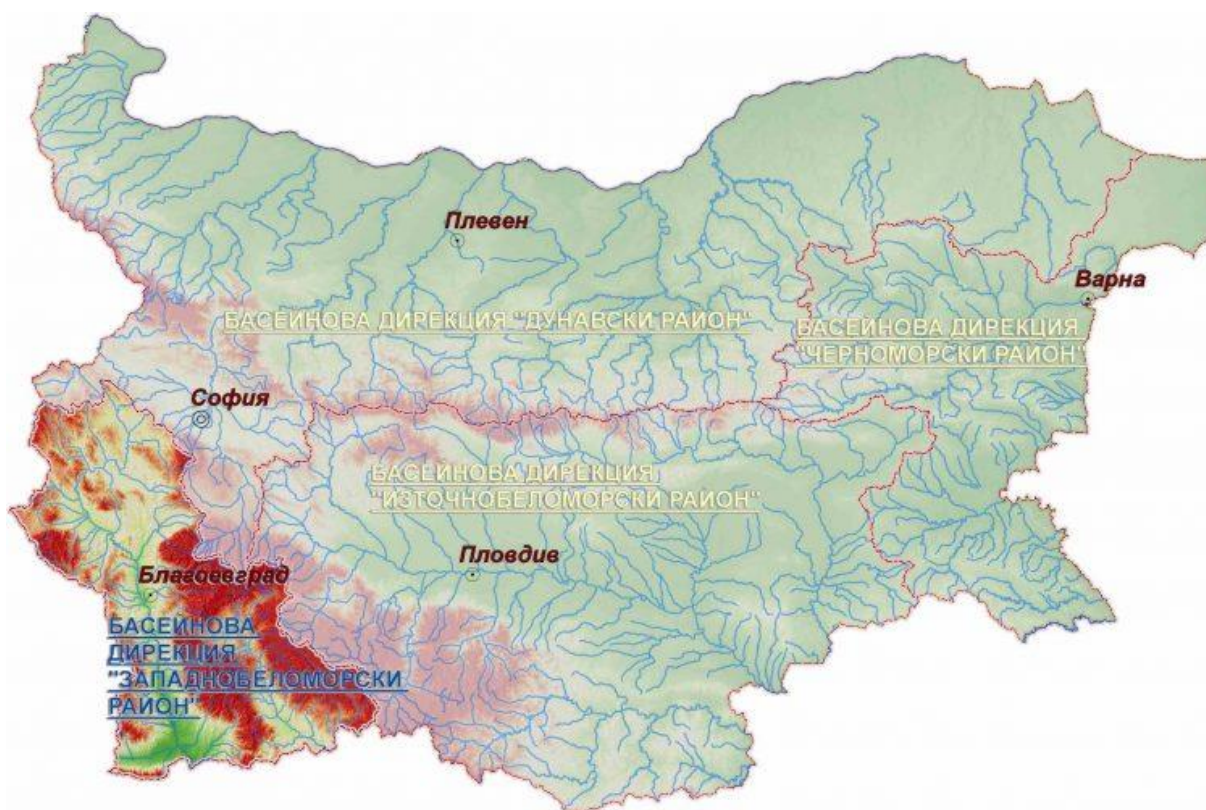 Плевен
Варна
БАСЕЙНОВА ДИРЕКЦИЯ "ДУНАВСКИ РАЙОН"
БАСЕЙНОВА ДИРЕКЦИЯ
"ЧЕРНОМОРСКИ РАЙОН"
София
БАСЕЙНОВА ДИРЕКЦИЯ
"ИЗТОЧНОБЕЛОМОРСКИ РАЙОН"
Пловдив
Благоевград
БАСЕЙНОВА
ДИРЕКЦИЯ
"ЗАПАДНОБЕЛОМОРСКИ
РАЙОН"